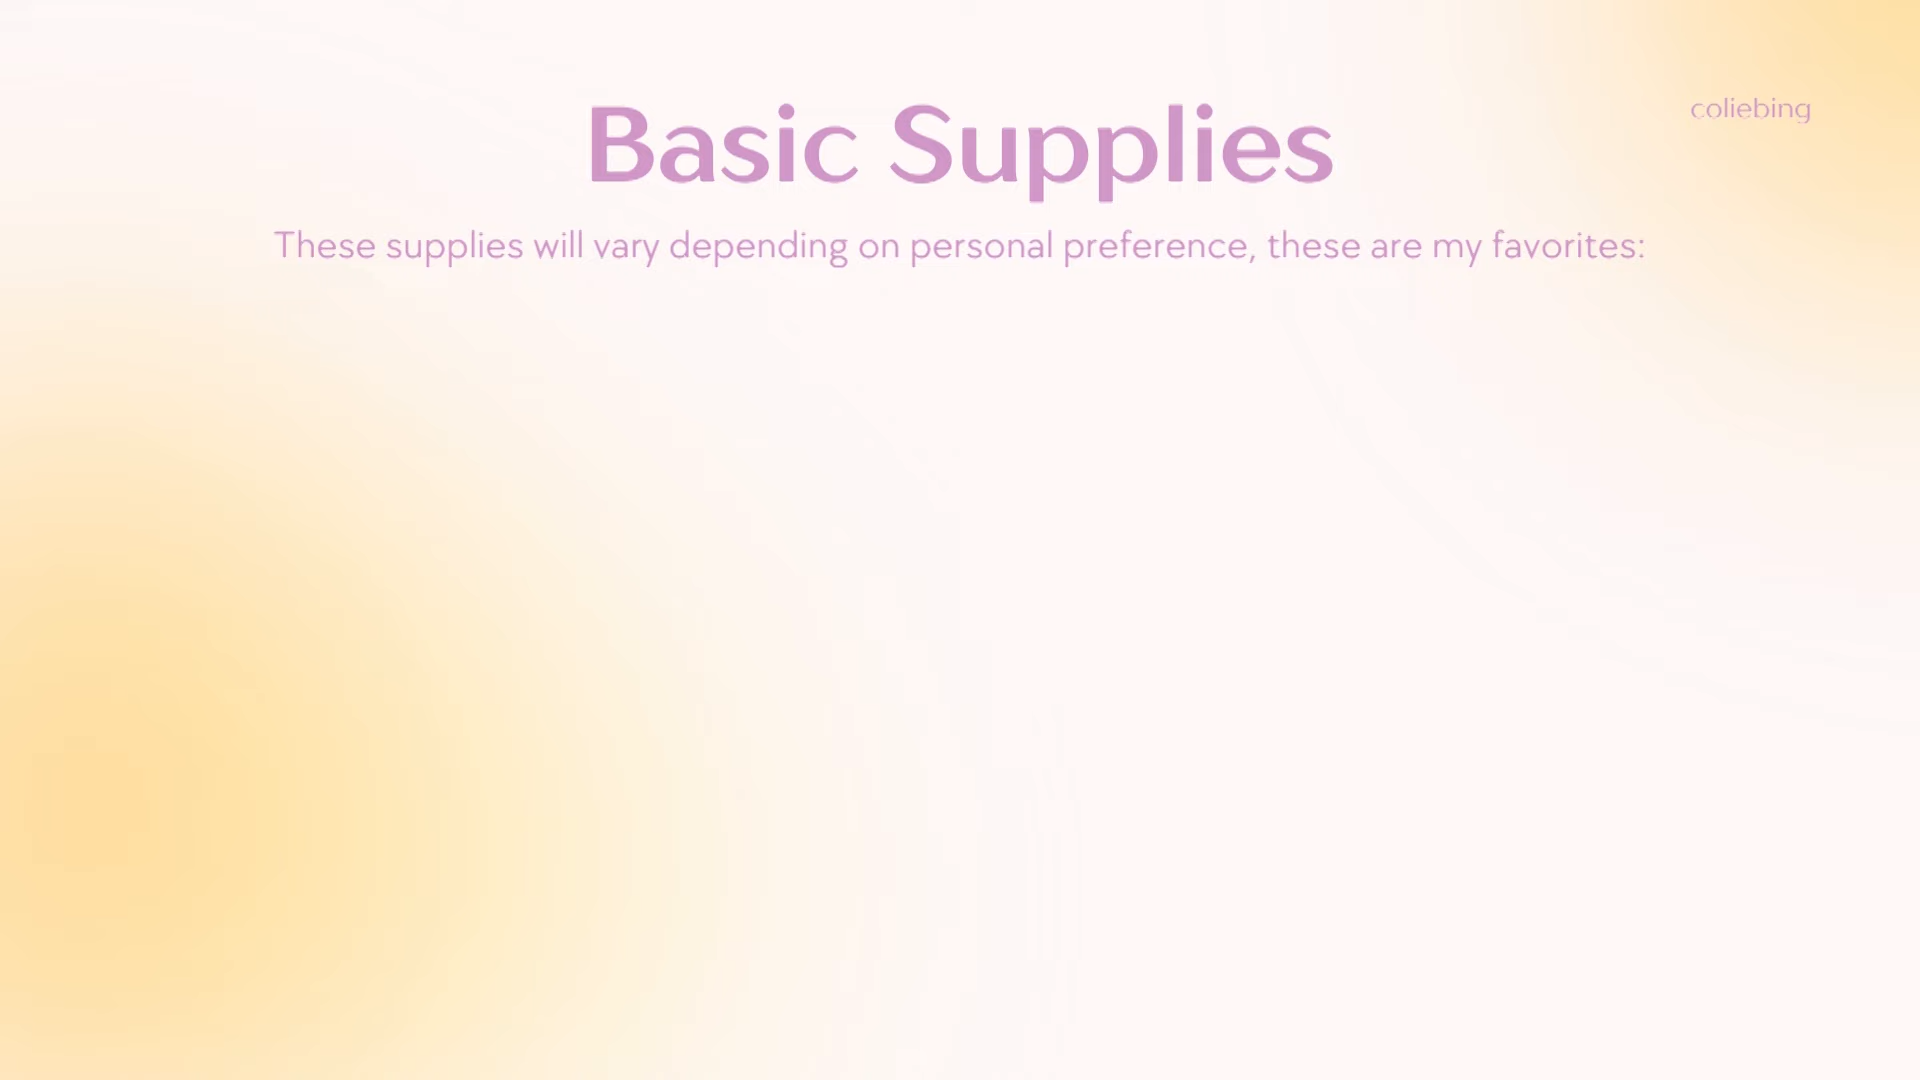 Basic Supplies
coliebing
These supplies will vary depending on personal preference, these are my favorites: